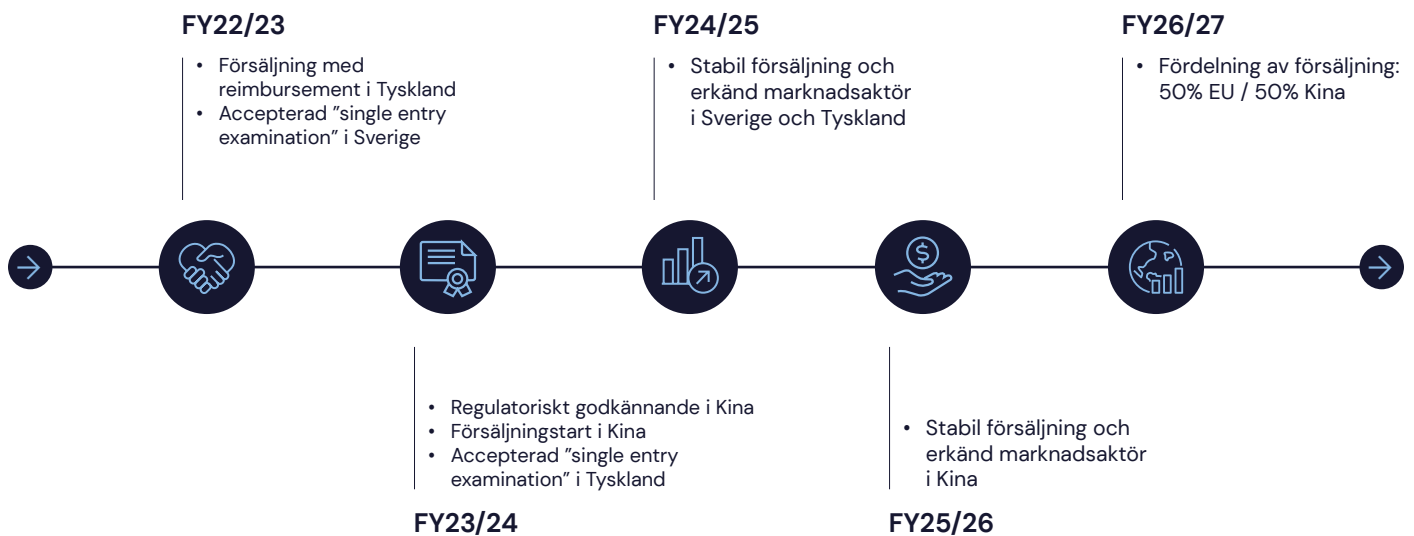 FY22/23
• Försäljning med
reimbursement i Tyskland
• Accepterad ”single entry
examination” i Sverige
FY24/25
• Stabil försäljning och
erkänd marknadsaktör
i Sverige och Tyskland
FY26/27
• Fördelning av försäljning:
50% EU / 50% Kina
$
• Regulatoriskt godkännande i Kina
• Försäljningstart i Kina
• Accepterad ”single entry
examination” i Tyskland
FY23/24
• Stabil försäljning och
erkänd marknadsaktör
i Kina
FY25/26